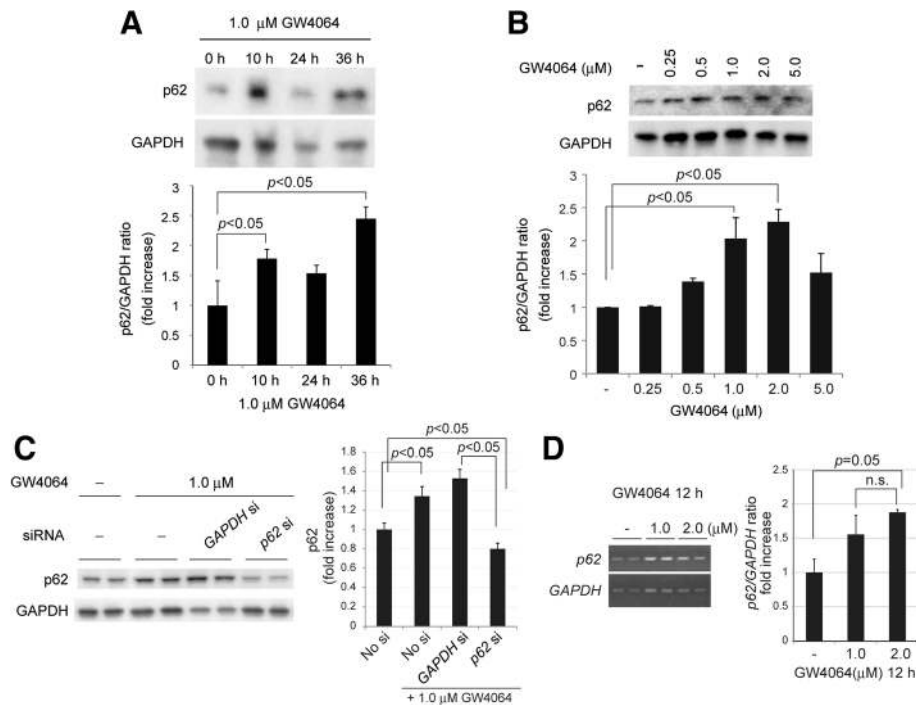 A
1.0 µM GW4064
0 h 10 h 24 h 36 h
p62
GAPDH
p<0.05
p<0.05
3
2.5
2
1.5
1
0.5
0
p62/GAPDH ratio
(fold increase)
0 h 10 h 24 h 36 h
1.0 µM GW4064
B
GW4064 (µM) - 0.25 0.5 1.0 2.0 5.0
p62
GAPDH
p<0.05
p<0.05
3
2.5
2
1.5
1
0.5
0
p62/GAPDH ratio
(fold increase)
- 0.25 0.5 1.0 2.0 5.0
GW4064 (µM)
C
GW4064 – 1.0 µM
siRNA – – GAPDH si p62 si
p62
GAPDH
p<0.05
p<0.05 p<0.05
1.8
1.6
1.4
1.2
1
0.8
0.6
0.4
0.2
0
p62
(fold increase)
No si No si GAPDH si p62 si
+ 1.0 µM GW4064
D
GW4064 12 h
- 1.0 2.0 (µM)
p62
GAPDH
p=0.05
n.s.
2.0
1.5
1.0
0.5
0
p62/GAPDH ratio
fold increase
- 1.0 2.0
GW4064(µM) 12 h